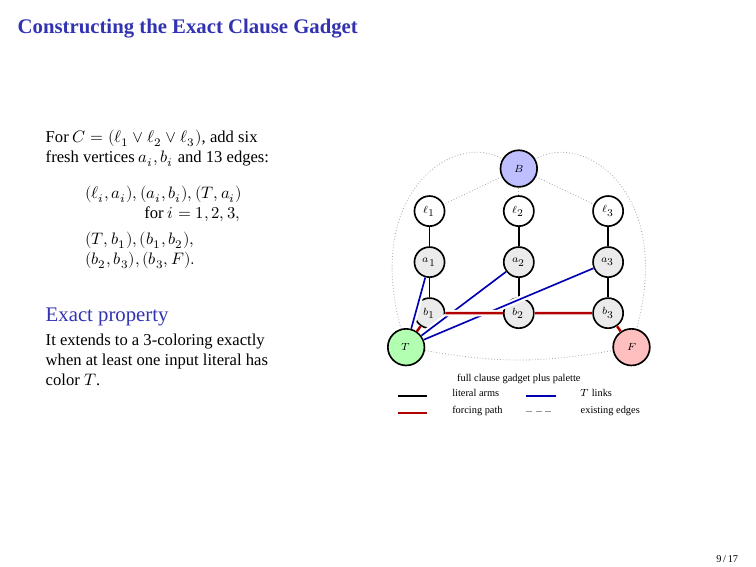 Constructing the Exact Clause Gadget
For C = (ℓ₁ ∨ ℓ₂ ∨ ℓ₃), add six
fresh vertices aᵢ, bᵢ and 13 edges:
(ℓᵢ, aᵢ), (aᵢ, bᵢ), (T, aᵢ)
for i = 1, 2, 3,
(T, b₁), (b₁, b₂),
(b₂, b₃), (b₃, F).
Exact property
It extends to a 3-coloring exactly
when at least one input literal has
color T.
B
ℓ₁ ℓ₂ ℓ₃
a₁ a₂ a₃
b₁ b₂ b₃
T F
full clause gadget plus palette
literal arms T links
forcing path existing edges
9 / 17